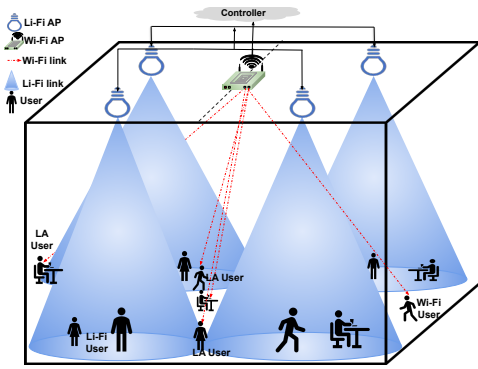 Controller
Li-Fi AP
Wi-Fi AP
Wi-Fi link
Li-Fi link
User
LA
User
LA User
Li-Fi
User
LA User
Wi-Fi
User